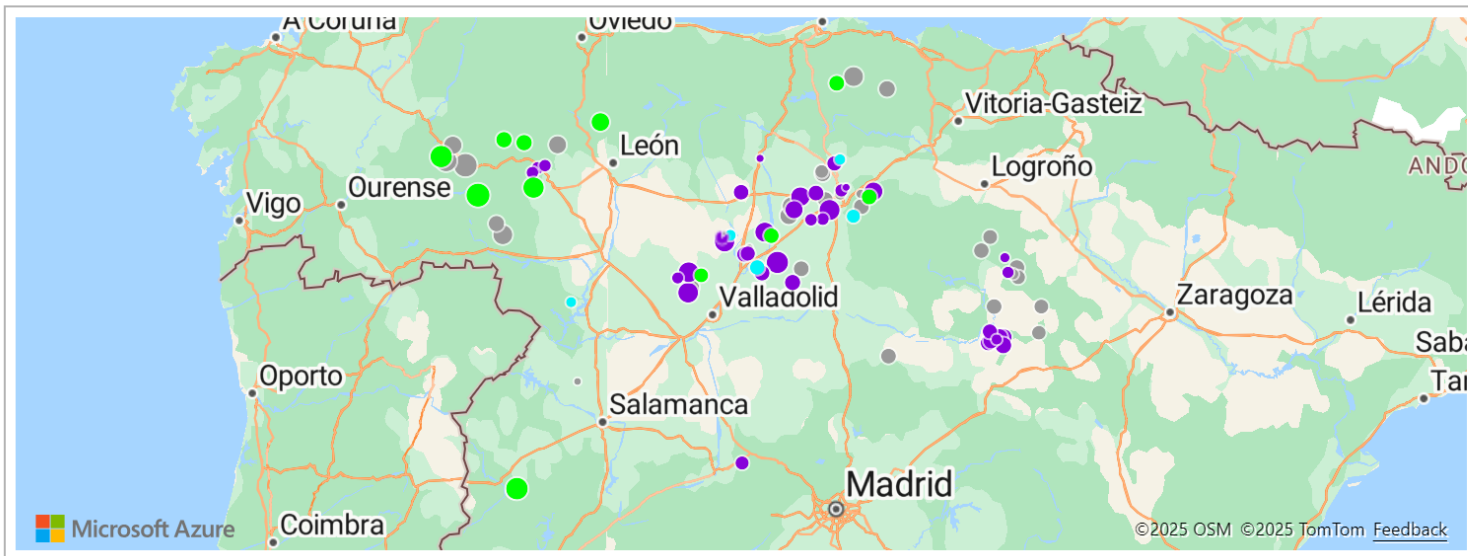 A Coruña
Oviedo
Vitoria-Gasteiz
León
Logroño
ANDO
Ourense
Vigo
Valladolid
Zaragoza
Lérida
Saba
Oporto
Tar
Salamanca
Madrid
Coimbra
Microsoft Azure
©2025 OSM ©2025 TomTom Feedback